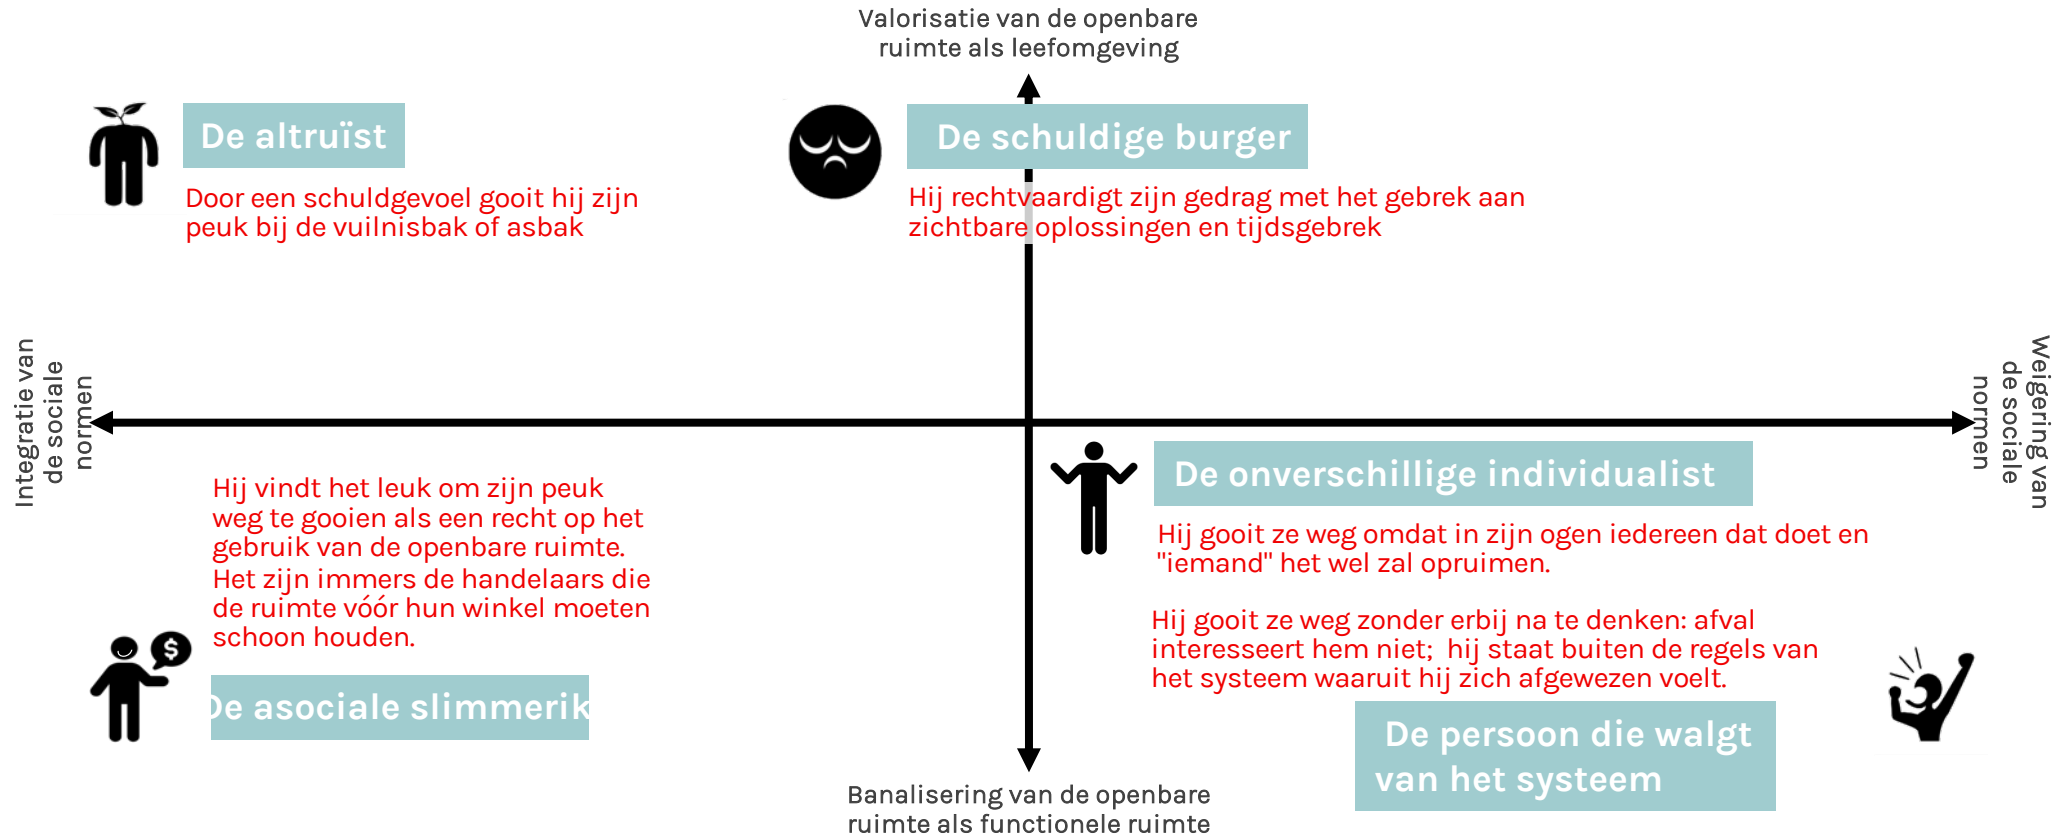 Valorisatie van de openbare
ruimte als leefomgeving
De altruïst
Door een schuldgevoel gooit hij zijn
peuk bij de vuilnisbak of asbak
De schuldige burger
Hij rechtvaardigt zijn gedrag met het gebrek aan
zichtbare oplossingen en tijdsgebrek
Integratie van
de sociale
normen
Weigering van
de sociale
normen
Hij vindt het leuk om zijn peuk
weg te gooien als een recht op het
gebruik van de openbare ruimte.
Het zijn immers de handelaars die
de ruimte vóór hun winkel moeten
schoon houden.
$
De asociale slimmerik
De onverschillige individualist
Hij gooit ze weg omdat in zijn ogen iedereen dat doet en
"iemand" het wel zal opruimen.
Hij gooit ze weg zonder erbij na te denken: afval
interesseert hem niet; hij staat buiten de regels van
het systeem waaruit hij zich afgewezen voelt.
De persoon die walgt
van het systeem
Banalisering van de openbare
ruimte als functionele ruimte